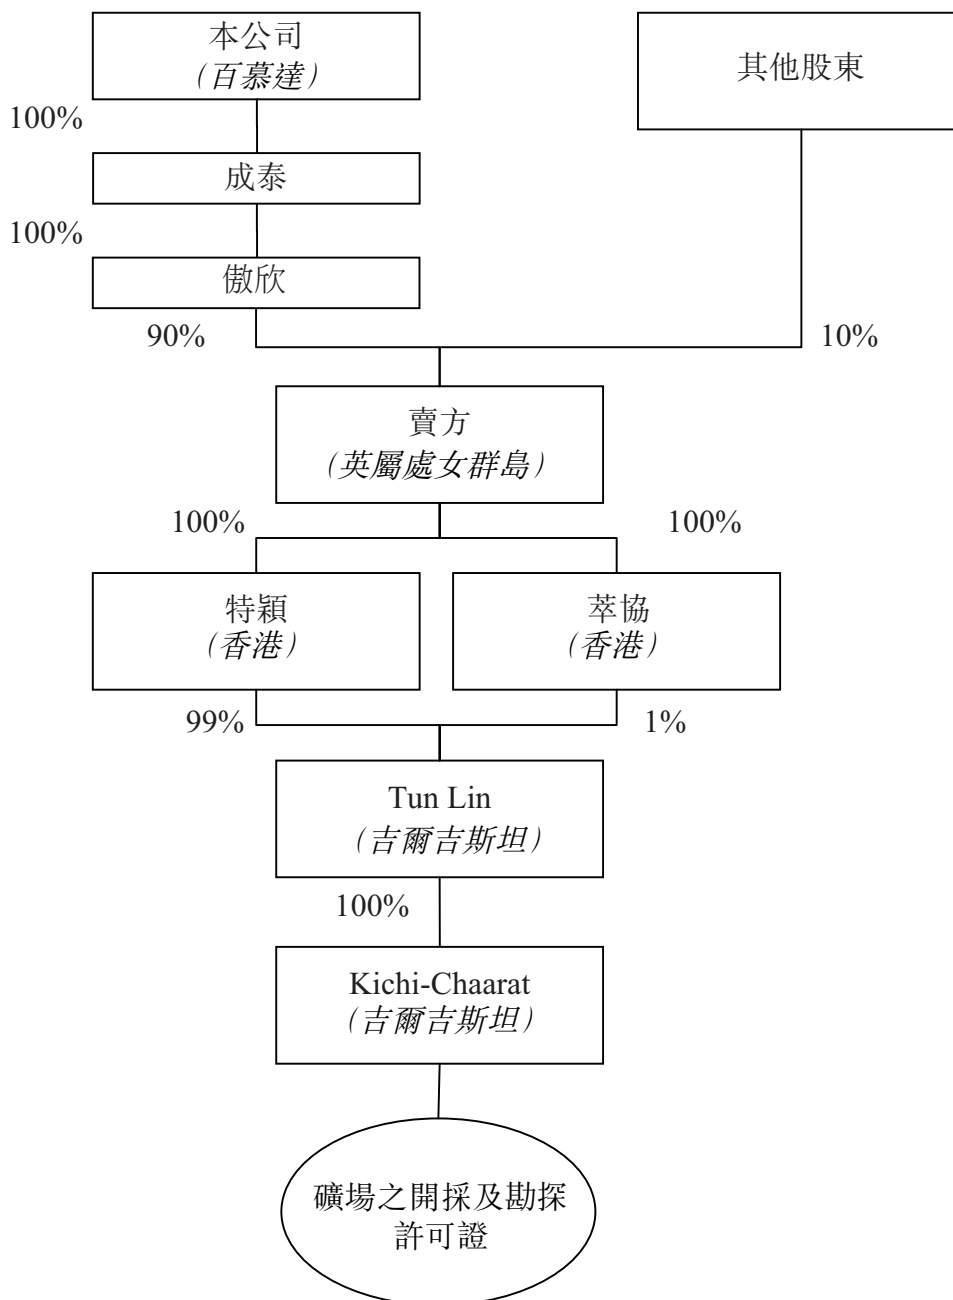 本公司
（百慕達）
其他股東
100%
成泰
100%
傲欣
90%
10%
賣方
（英屬處女群島）
100%
100%
特穎
（香港）
萃協
（香港）
99%
1%
Tun Lin
（吉爾吉斯坦）
100%
Kichi-Chaarat
（吉爾吉斯坦）
礦場之開採及勘探
許可證